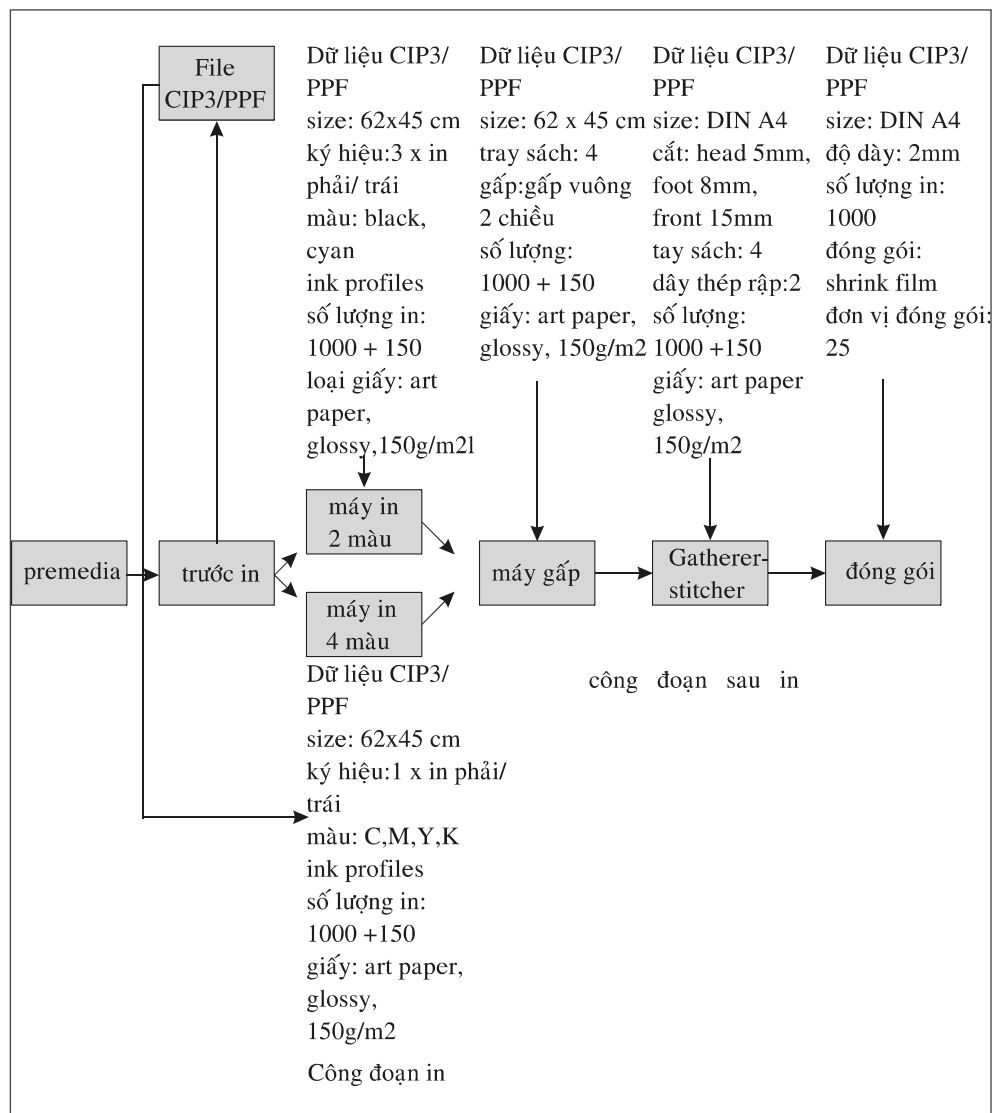 File
CIP3/PPF
Dữ liệu CIP3/
PPF
size: 62x45 cm
ký hiệu:3 x in
phải/ trái
màu: black,
cyan
ink profiles
số lượng in:
1000 + 150
loại giấy: art
paper,
glossy,150g/m2l
Dữ liệu CIP3/
PPF
size: 62 x 45 cm
tray sách: 4
gấp:gấp vuông
2 chiều
số lượng:
1000 + 150
giấy: art paper,
glossy, 150g/m2
Dữ liệu CIP3/
PPF
size: DIN A4
cắt: head 5mm,
foot 8mm,
front 15mm
tay sách: 4
dây thép rập:2
số lượng:
1000 +150
giấy: art paper
glossy,
150g/m2
Dữ liệu CIP3/
PPF
size: DIN A4
độ dày: 2mm
số lượng in:
1000
đóng gói:
shrink film
đơn vị đóng gói:
25
premedia
trước in
máy in
2 màu
máy in
4 màu
máy gấp
Gatherer-
stitcher
đóng gói
Dữ liệu CIP3/
PPF
size: 62x45 cm
ký hiệu:1 x in phải/
trái
màu: C,M,Y,K
ink profiles
số lượng in:
1000 +150
giấy: art paper,
glossy,
150g/m2
công đoạn sau in
Công đoạn in